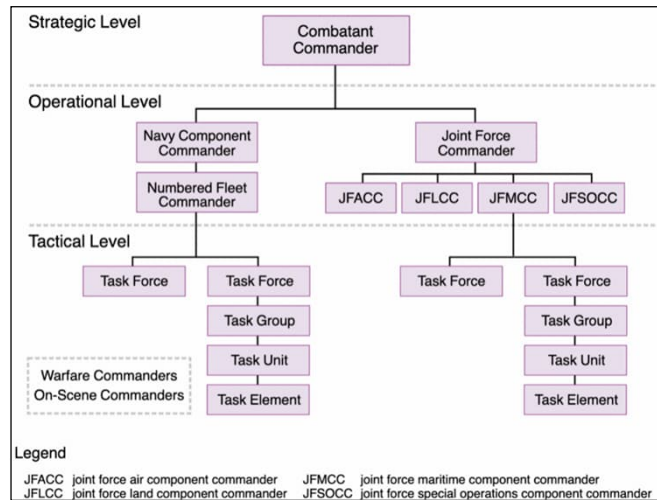 Strategic Level
Combatant
Commander
Operational Level
Navy Component
Commander
Joint Force
Commander
Numbered Fleet
Commander
JFACC
JFLCC
JFMCC
JFSOCC
Tactical Level
Task Force
Task Force
Task Force
Task Force
Task Group
Task Group
Task Unit
Task Unit
Warfare Commanders
On-Scene Commanders
Task Element
Task Element
Legend
JFACC joint force air component commander JFMCC joint force maritime component commander
JFLCC joint force land component commander JFSOCC joint force special operations component commander